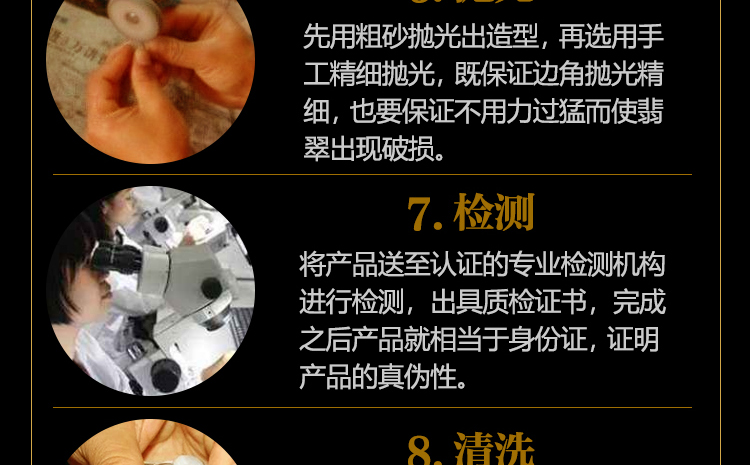 先用粗砂抛光出造型，再选用手
工精细抛光，既保证边角抛光精
细，也要保证不用力过猛而使翡
翠出现破损。
7. 检测
将产品送至认证的专业检测机构
进行检测，出具质检证书，完成
之后产品就相当于身份证，证明
产品的真伪性。
8. 清洗